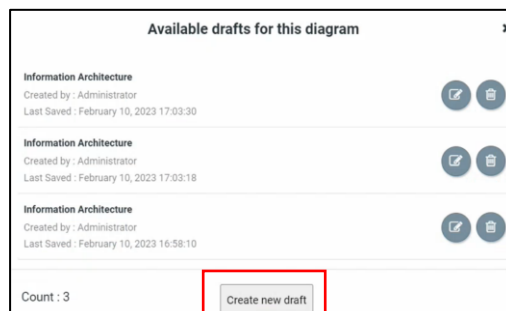 Available drafts for this diagram
Information Architecture
Created by : Administrator
Last Saved : February 10, 2023 17:03:30
Information Architecture
Created by : Administrator
Last Saved : February 10, 2023 17:03:18
Information Architecture
Created by : Administrator
Last Saved : February 10, 2023 16:58:10
Count : 3
Create new draft